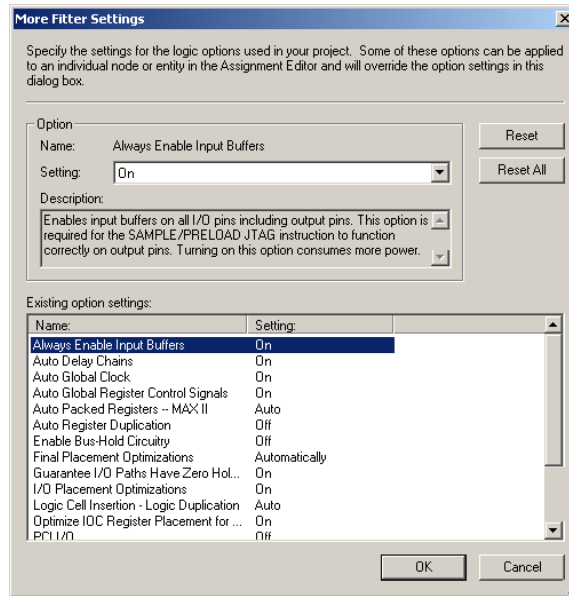 More Fitter Settings
Specify the settings for the logic options used in your project. Some of these options can be applied
to an individual node or entity in the Assignment Editor and will override the option settings in this
dialog box.
Option
Name: Always Enable Input Buffers
Setting: On
Description:
Enables input buffers on all I/O pins including output pins. This option is
required for the SAMPLE/PRELOAD JTAG instruction to function
correctly on output pins. Turning on this option consumes more power.
Reset
Reset All
Existing option settings:
Name: Setting:
Always Enable Input Buffers On
Auto Delay Chains On
Auto Global Clock On
Auto Global Register Control Signals On
Auto Packed Registers -- MAX II Auto
Auto Register Duplication Off
Enable Bus-Hold Circuitry Off
Final Placement Optimizations Automatically
Guarantee I/O Paths Have Zero Hol... On
I/O Placement Optimizations On
Logic Cell Insertion - Logic Duplication Auto
Optimize IOC Register Placement for ... On
PCI I/O Off
OK Cancel